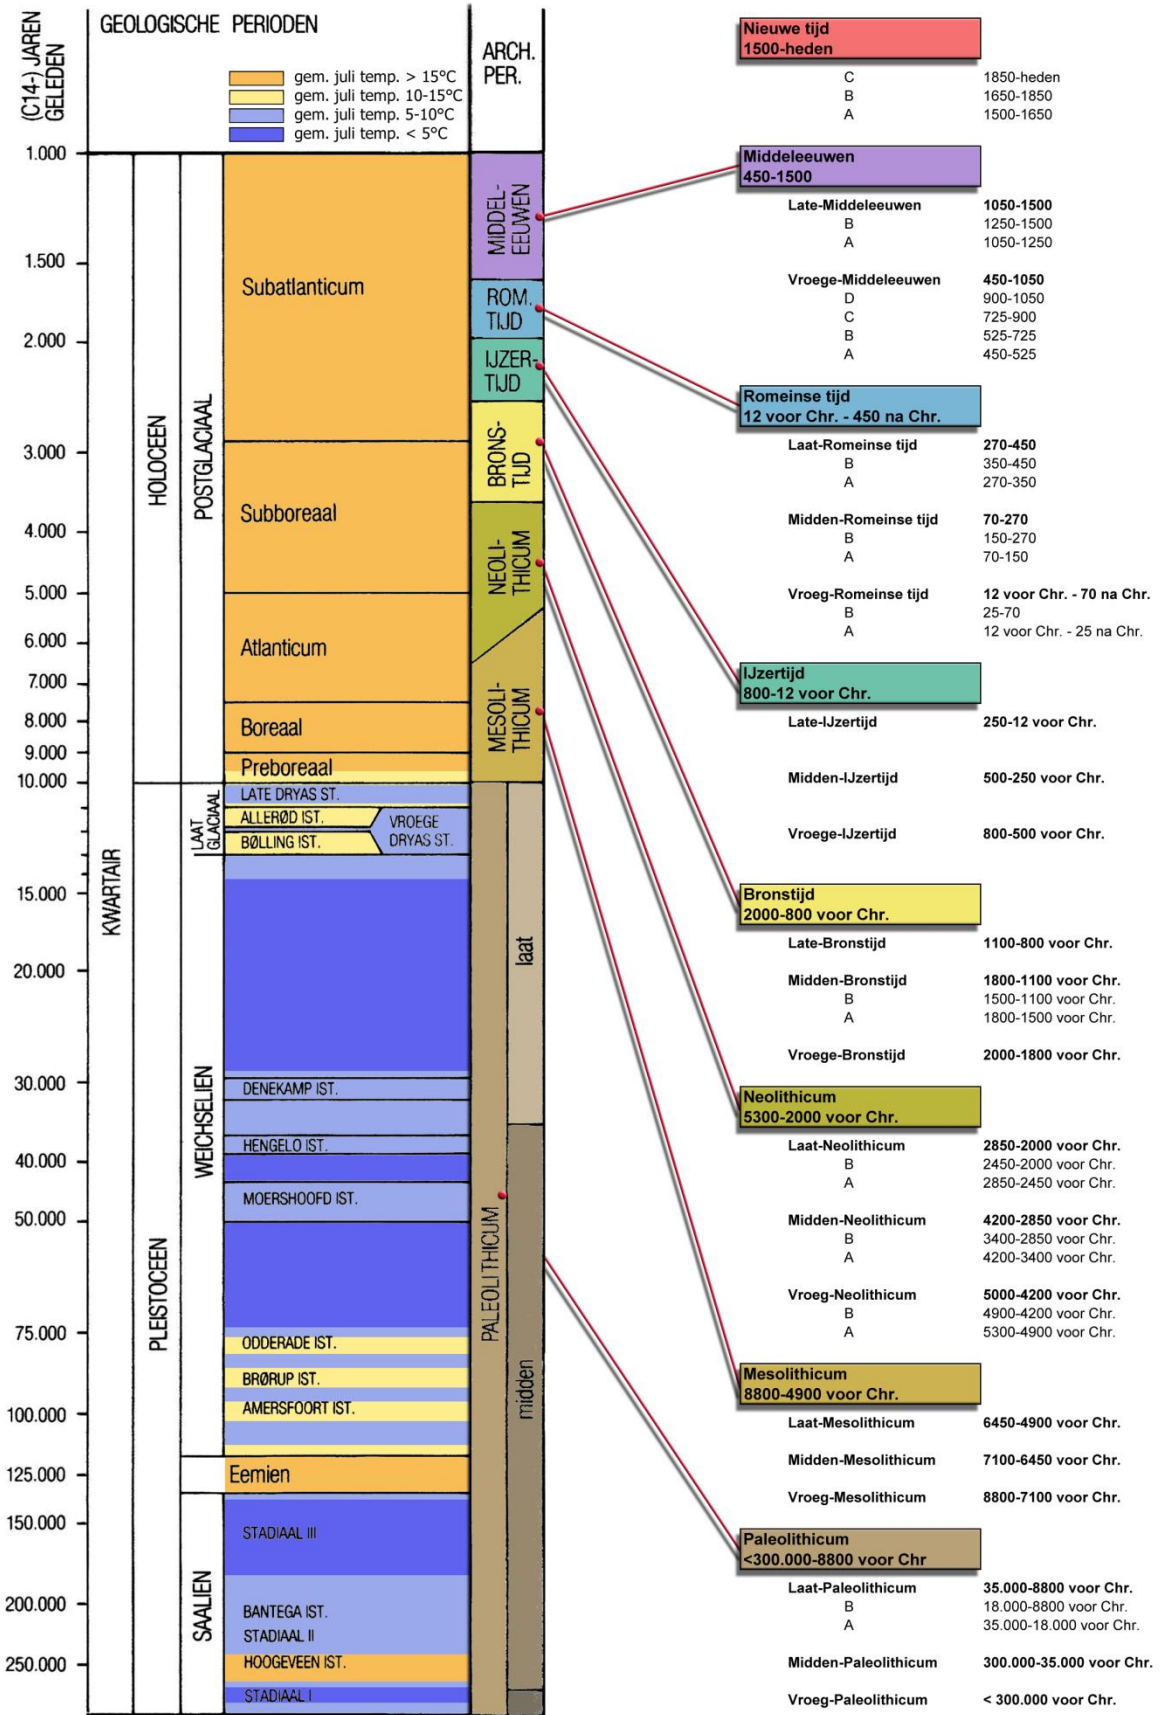 (C14-) JAREN
GELEDEN
GEOLOGISCHE PERIODEN
gem. juli temp. > 15°C
gem. juli temp. 10-15°C
gem. juli temp. 5-10°C
gem. juli temp. < 5°C
ARCH.
PER.
1.000
1.500
2.000
3.000
4.000
5.000
6.000
7.000
8.000
9.000
10.000
15.000
20.000
30.000
40.000
50.000
75.000
100.000
125.000
150.000
200.000
250.000
KWARTAIR
HOLOCEEN
PLEISTOCEEN
POSTGLACIAAL
LAAT
GLACIAAL
WEICHSELIEN
SAALIEN
Subatlanticum
Subboreaal
Atlanticum
Boreaal
Preboreaal
LATE DRYAS ST.
ALLERØD IST.
VROEGE
DRYAS ST.
BØLLING IST.
DENEKAMP IST.
HENGELO IST.
MOERSHOOFD IST.
ODDERADE IST.
BRØRUP IST.
AMERSFOORT IST.
Eemien
STADIAAL III
BANTEGA IST.
STADIAAL II
HOOGEVEEN IST.
STADIAAL I
MIDDEL-
EEUWEN
ROM.
TIJD
IJZER-
TIJD
BRONS-
TIJD
NEOLI-
THICUM
MESOLI-
THICUM
PALEOLITHICUM
laat
midden
Nieuwe tijd
1500-heden
C 1850-heden
B 1650-1850
A 1500-1650
Middeleeuwen
450-1500
Late-Middeleeuwen 1050-1500
B 1250-1500
A 1050-1250
Vroege-Middeleeuwen 450-1050
D 900-1050
C 725-900
B 525-725
A 450-525
Romeinse tijd
12 voor Chr. - 450 na Chr.
Laat-Romeinse tijd 270-450
B 350-450
A 270-350
Midden-Romeinse tijd 70-270
B 150-270
A 70-150
Vroeg-Romeinse tijd 12 voor Chr. - 70 na Chr.
B 25-70
A 12 voor Chr. - 25 na Chr.
IJzertijd
800-12 voor Chr.
Late-IJzertijd 250-12 voor Chr.
Midden-IJzertijd 500-250 voor Chr.
Vroege-IJzertijd 800-500 voor Chr.
Bronstijd
2000-800 voor Chr.
Late-Bronstijd 1100-800 voor Chr.
Midden-Bronstijd 1800-1100 voor Chr.
B 1500-1100 voor Chr.
A 1800-1500 voor Chr.
Vroege-Bronstijd 2000-1800 voor Chr.
Neolithicum
5300-2000 voor Chr.
Laat-Neolithicum 2850-2000 voor Chr.
B 2450-2000 voor Chr.
A 2850-2450 voor Chr.
Midden-Neolithicum 4200-2850 voor Chr.
B 3400-2850 voor Chr.
A 4200-3400 voor Chr.
Vroeg-Neolithicum 5000-4200 voor Chr.
B 4900-4200 voor Chr.
A 5300-4900 voor Chr.
Mesolithicum
8800-4900 voor Chr.
Laat-Mesolithicum 6450-4900 voor Chr.
Midden-Mesolithicum 7100-6450 voor Chr.
Vroeg-Mesolithicum 8800-7100 voor Chr.
Paleolithicum
<300.000-8800 voor Chr
Laat-Paleolithicum 35.000-8800 voor Chr.
B 18.000-8800 voor Chr.
A 35.000-18.000 voor Chr.
Midden-Paleolithicum 300.000-35.000 voor Chr.
Vroeg-Paleolithicum < 300.000 voor Chr.